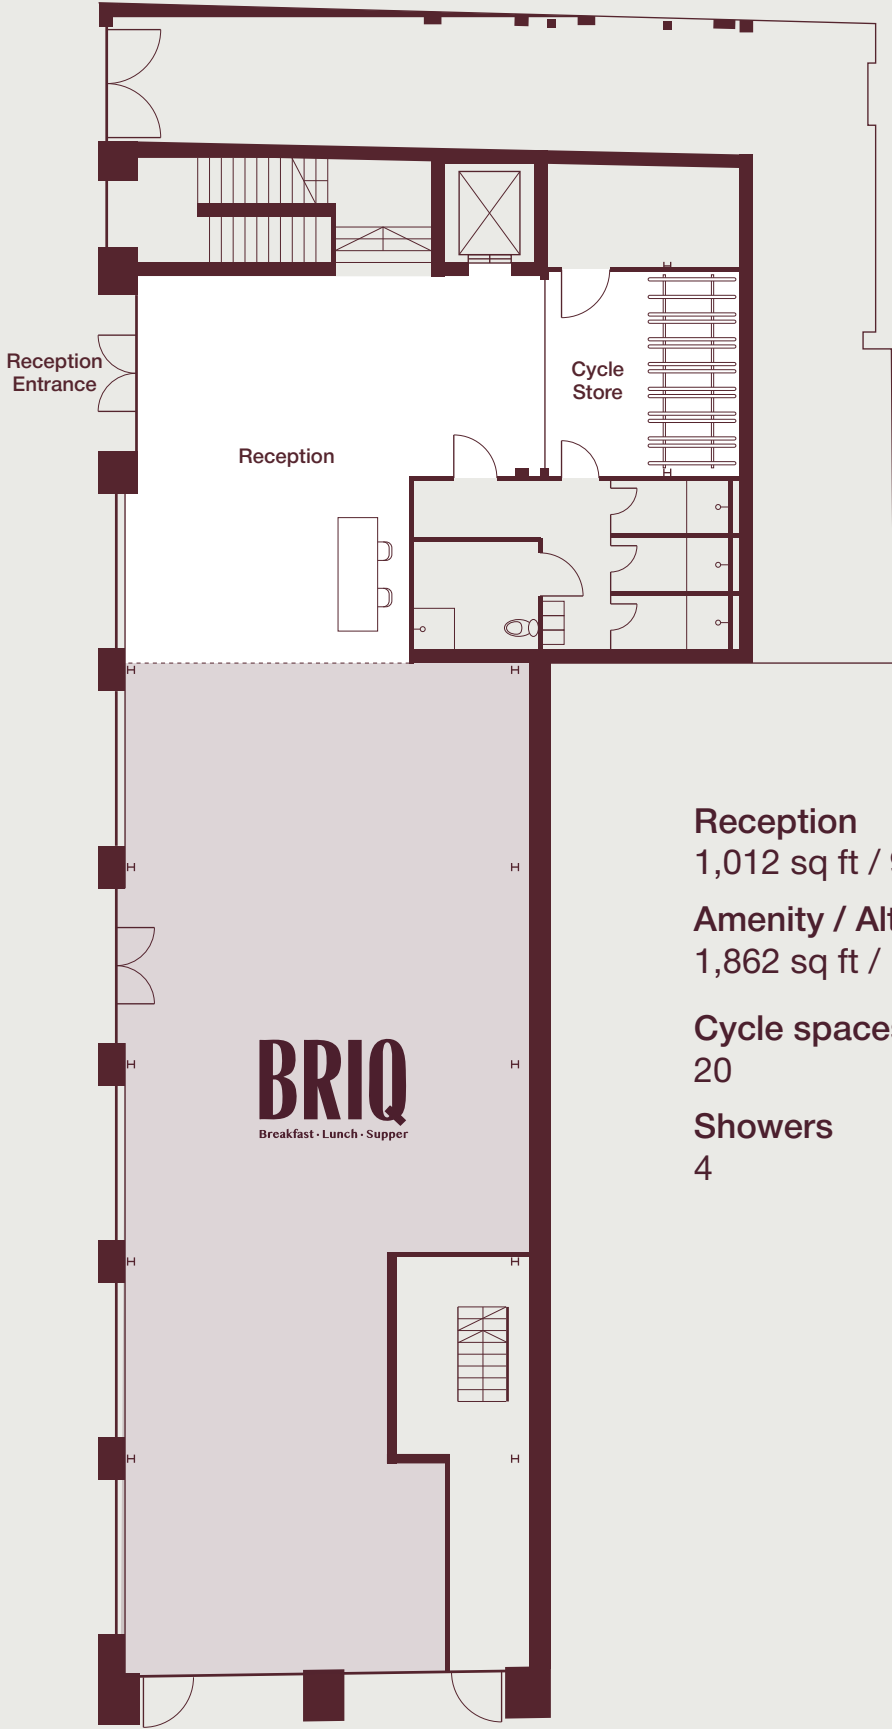 Reception
Entrance
Cycle
Store
Reception
Reception
1,012 sq ft /
Amenity /
1,862 sq ft /
Cycle spaces
20
BRIQ
Breakfast · Lunch · Supper
Showers
4